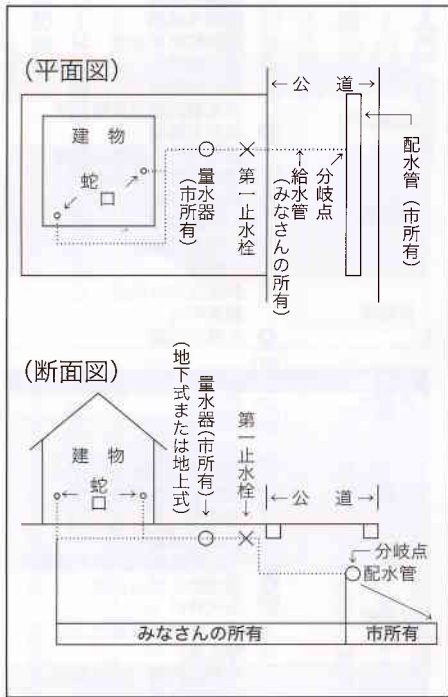 (平面図)
←公　道→
建　物
蛇口
量水器
(市所有)
第一止水栓
給水管
(みなさんの所有)
分岐点
配水管(市所有)
(断面図)
建　物
←蛇口→
量水器(市所有)
(地下式または地上式)
第一止水栓
←公　道→
分岐点
配水管
みなさんの所有
市所有